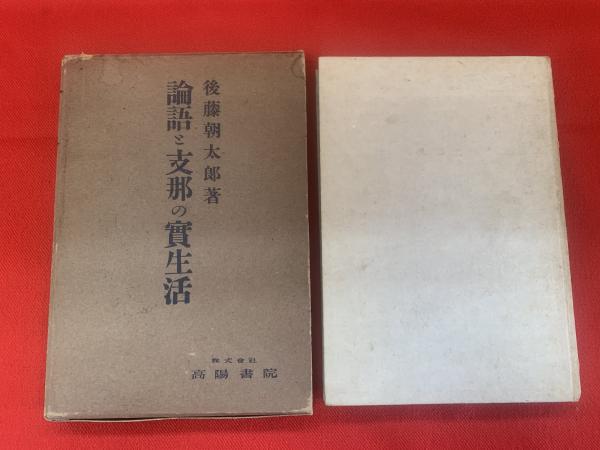 後藤朝太郎著
論語と支那の實生活
株式會社
高陽書院